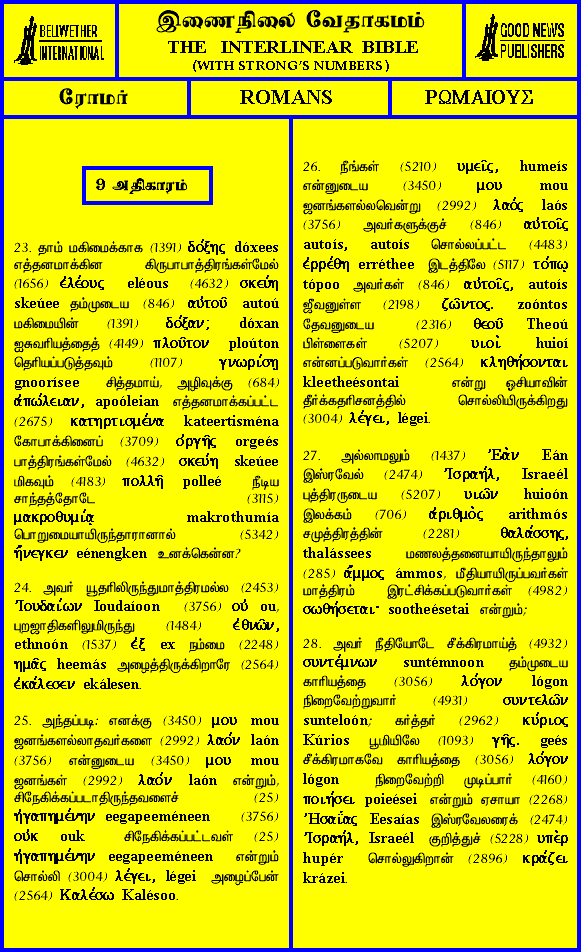 BELLWETHER
INTERNATIONAL
இணைநிலை வேதாகமம்
THE INTERLINEAR BIBLE
(WITH STRONG'S NUMBERS)
GOOD NEWS
PUBLISHERS
ரோமர்
ROMANS
ΡΩΜΑΙΟΥΣ
9 அதிகாரம்
23. தாம் மகிமைக்காக (1391) δόξης dóxees
எத்தனமாக்கின கிருபாபாத்திரங்கள்மேல்
(1656) ἐλέους eléous (4632) σκεύη
skeúee தம்முடைய (846) αὐτοῦ autoú
மகிமையின் (1391) δόξαν; dóxan
ஐசுவரியத்தைத் (4149) πλοῦτον ploúton
தெரியப்படுத்தவும் (1107) γνωρίσῃ
gnoorísee சித்தமாய், அழிவுக்கு (684)
ἀπώλειαν, apoóleian எத்தனமாக்கப்பட்ட
(2675) κατηρτισμένα kateertisména
கோபாக்கினைப் (3709) ὀργῆς orgeés
பாத்திரங்கள்மேல் (4632) σκεύη skeúee
மிகவும் (4183) πολλῇ polleé நீடிய
சாந்தத்தோடே (3115)
μακροθυμίᾳ makrothumía
பொறுமையாயிருந்தாரானால் (5342)
ἤνεγκεν eénengken உனக்கென்ன?
24. அவர் யூதரிலிருந்துமாத்திரமல்ல (2453)
Ἰουδαίων Ioudaíoon (3756) οὐ ou,
புறஜாதிகளிலுமிருந்து (1484) ἐθνῶν,
ethnoón (1537) ἐξ ex நம்மை (2248)
ἡμᾶς heemás அழைத்திருக்கிறாரே (2564)
ἐκάλεσεν ekálesen.
25. அந்தப்படி: எனக்கு (3450) μου mou
ஜனங்களல்லாதவர்களை (2992) λαόν laón
(3756) என்னுடைய (3450) μου mou
ஜனங்கள் (2992) λαόν laón என்றும்,
சிநேகிக்கப்படாதிருந்தவளைச் (25)
ἠγαπημένην eegapeeméneen (3756)
οὐκ ouk சிநேகிக்கப்பட்டவள் (25)
ἠγαπημένην eegapeeméneen என்றும்
சொல்லி (3004) λέγει, légei அழைப்பேன்
(2564) Καλέσω Kalésoo.
26. நீங்கள் (5210) υμεῖς, humeís
என்னுடைய (3450) μου mou
ஜனங்களல்லவென்று (2992) λαός laós
(3756) அவர்களுக்குச் (846) αὐτοῖς
autoís, autoís சொல்லப்பட்ட (4483)
ἐρρέθη erréthee இடத்திலே (5117) τόπῳ
tópoo அவர்கள் (846) αὐτοῖς, autoís
ஜீவனுள்ள (2198) ζῶντος. zoóntos
தேவனுடைய (2316) θεοῦ Theoú
பிள்ளைகள் (5207) υιοὶ huioí
என்னப்படுவார்கள் (2564) κληθήσονται
kleetheésontai என்று ஓசியாவின்
தீர்க்கதரிசனத்தில் சொல்லியிருக்கிறது
(3004) λέγει, légei.
27. அல்லாமலும் (1437) Ἐὰν Eán
இஸ்ரவேல் (2474) Ἰσραήλ, Israeél
புத்திரருடைய (5207) υιῶν huioón
இலக்கம் (706) ἀριθμὸς arithmós
சமுத்திரத்தின் (2281) θαλάσσης,
thalássees மணலத்தனையாயிருந்தாலும்
(285) ἄμμος ámmos, மீதியாயிருப்பவர்கள்
மாத்திரம் இரட்சிக்கப்படுவார்கள் (4982)
σωθήσεται· sootheésetai என்றும்;
28. அவர் நீதியோடே சீக்கிரமாய்த் (4932)
συντέμνων suntémnoon தம்முடைய
காரியத்தை (3056) λόγον lógon
நிறைவேற்றுவார் (4931) συντελῶν
sunteloón; கர்த்தர் (2962) κύριος
Kúrios பூமியிலே (1093) γῆς. geés
சீக்கிரமாகவே காரியத்தை (3056) λόγον
lógon நிறைவேற்றி முடிப்பார் (4160)
ποιήσει poieései என்றும் ஏசாயா (2268)
Ἠσαΐας Eesaías இஸ்ரவேலரைக் (2474)
Ἰσραήλ, Israeél குறித்துச் (5228) υπὲρ
hupér சொல்லுகிறான் (2896) κράζει
krázei.